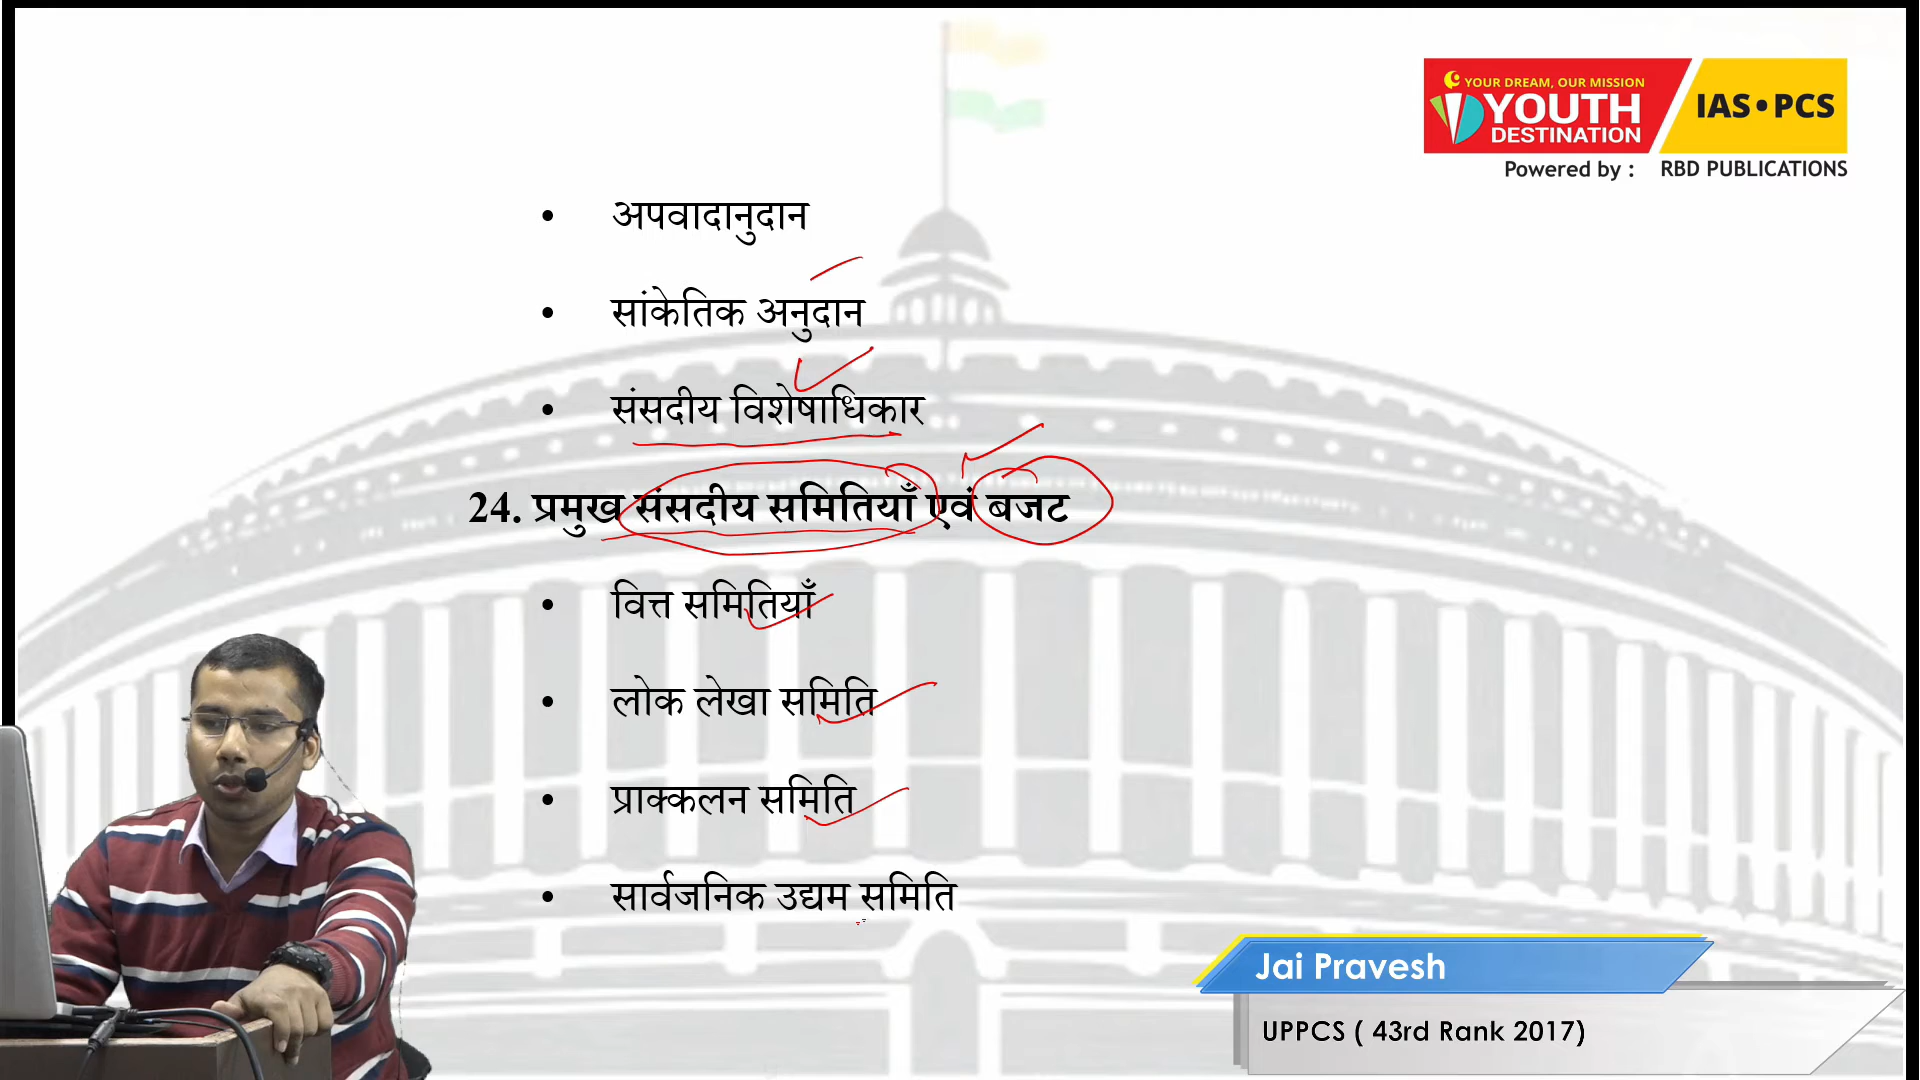 YOUR DREAM, OUR MISSION
YOUTH
DESTINATION
IAS•PCS
Powered by : RBD PUBLICATIONS
• अपवादानुदान
• सांकेतिक अनुदान
• संसदीय विशेषाधिकार
24. प्रमुख संसदीय समितियाँ एवं बजट
• वित्त समितियाँ
• लोक लेखा समिति
• प्राक्कलन समिति
• सार्वजनिक उद्यम समिति
Jai Pravesh
UPPCS ( 43rd Rank 2017)